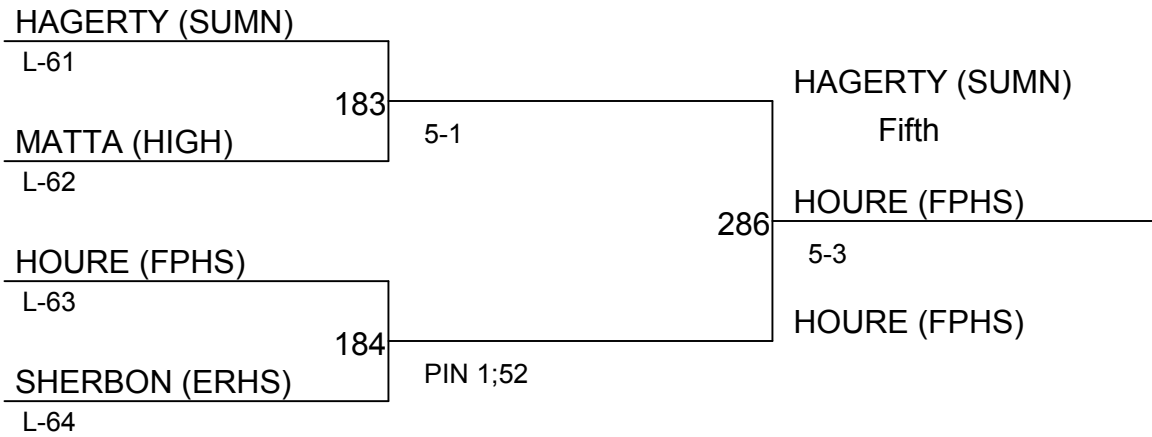 HAGERTY (SUMN)
L-61
183
MATTA (HIGH)
L-62
5-1
HOURE (FPHS)
L-63
184
SHERBON (ERHS)
L-64
PIN 1;52
HAGERTY (SUMN)
Fifth
286
HOURE (FPHS)
5-3
HOURE (FPHS)